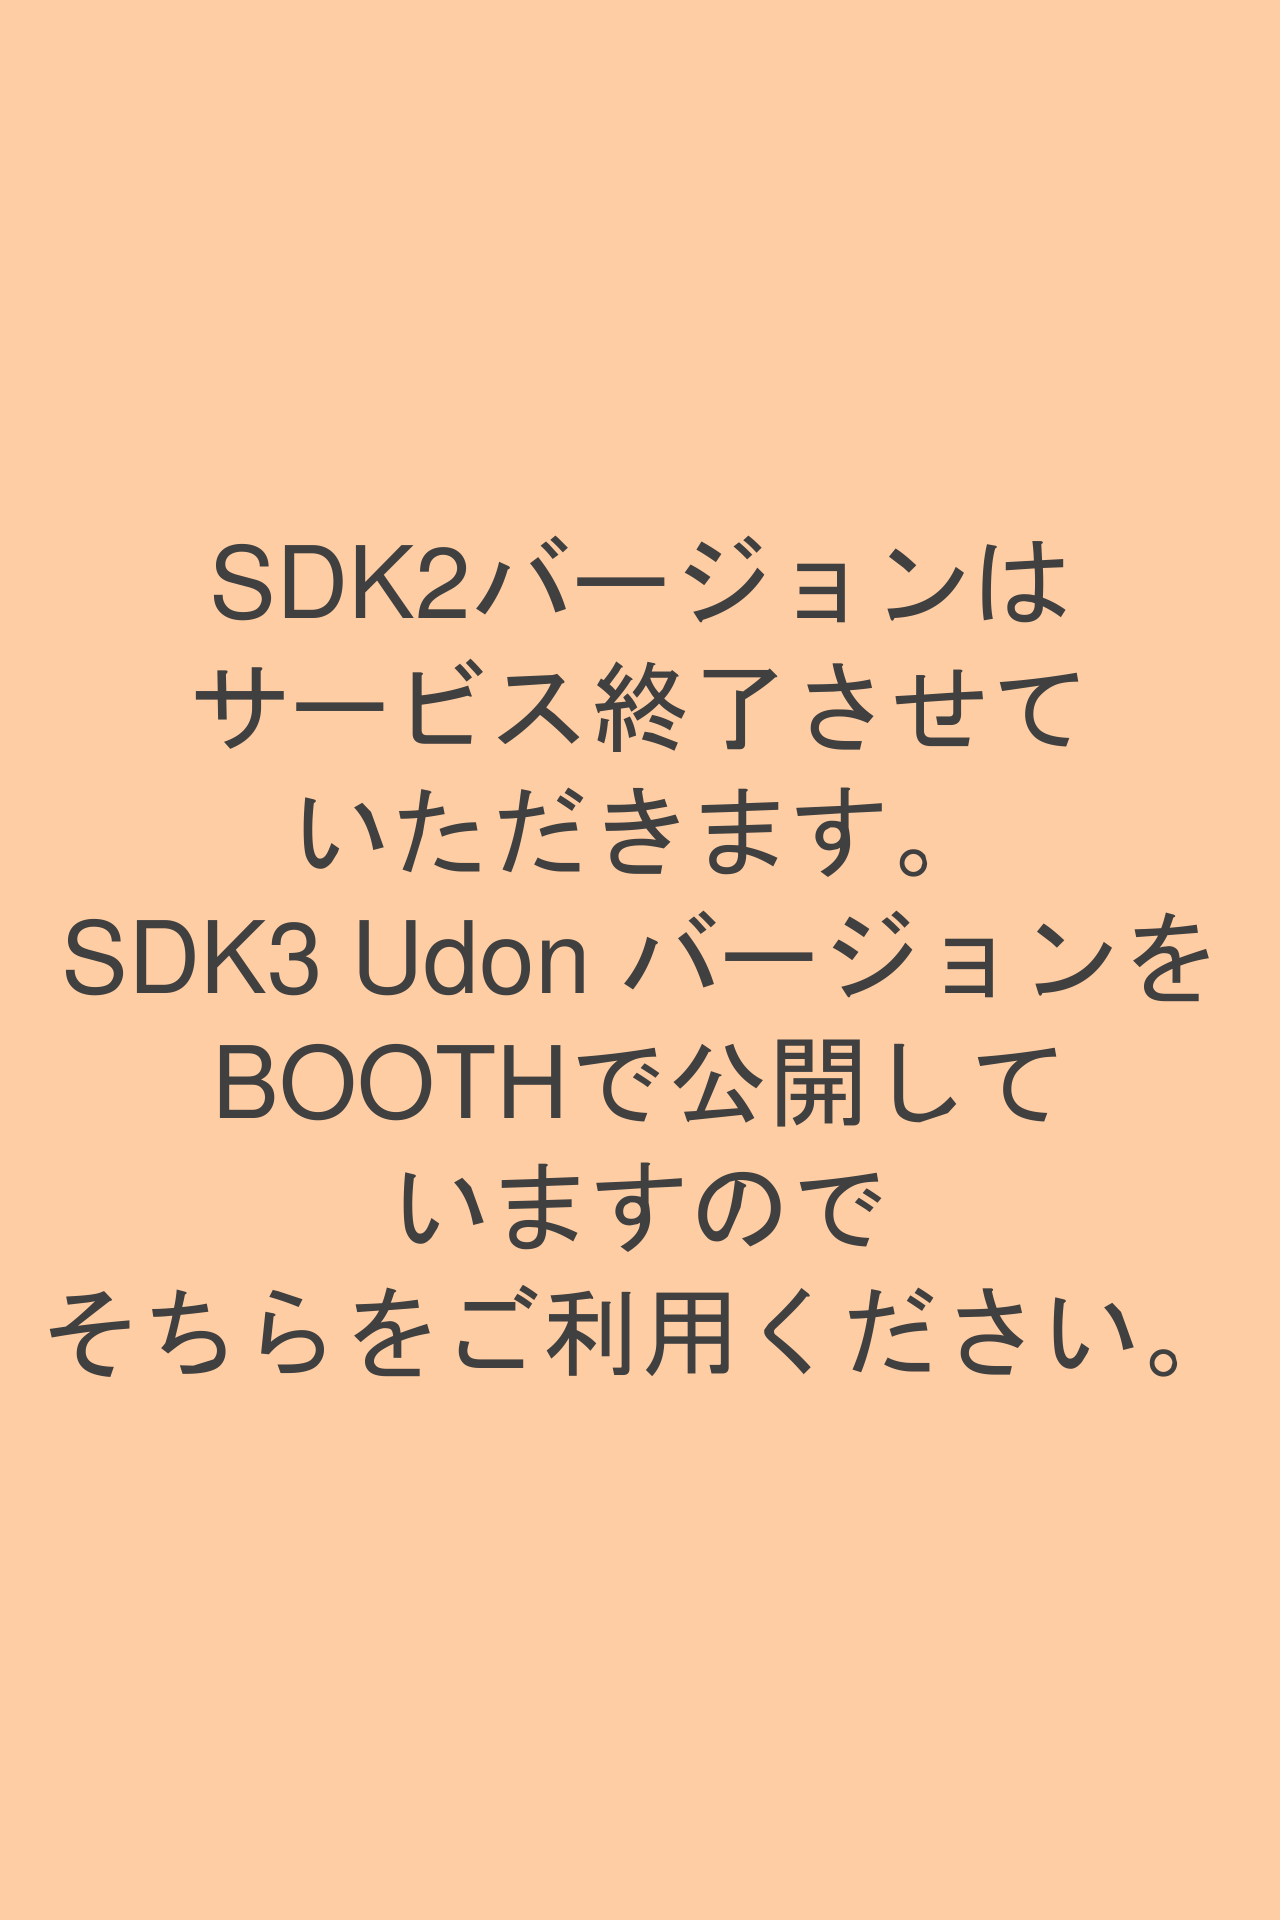 SDK2バージョンは
サービス終了させて
いただきます。
SDK3 Udon バージョンを
BOOTHで公開して
いますので
そちらをご利用ください。